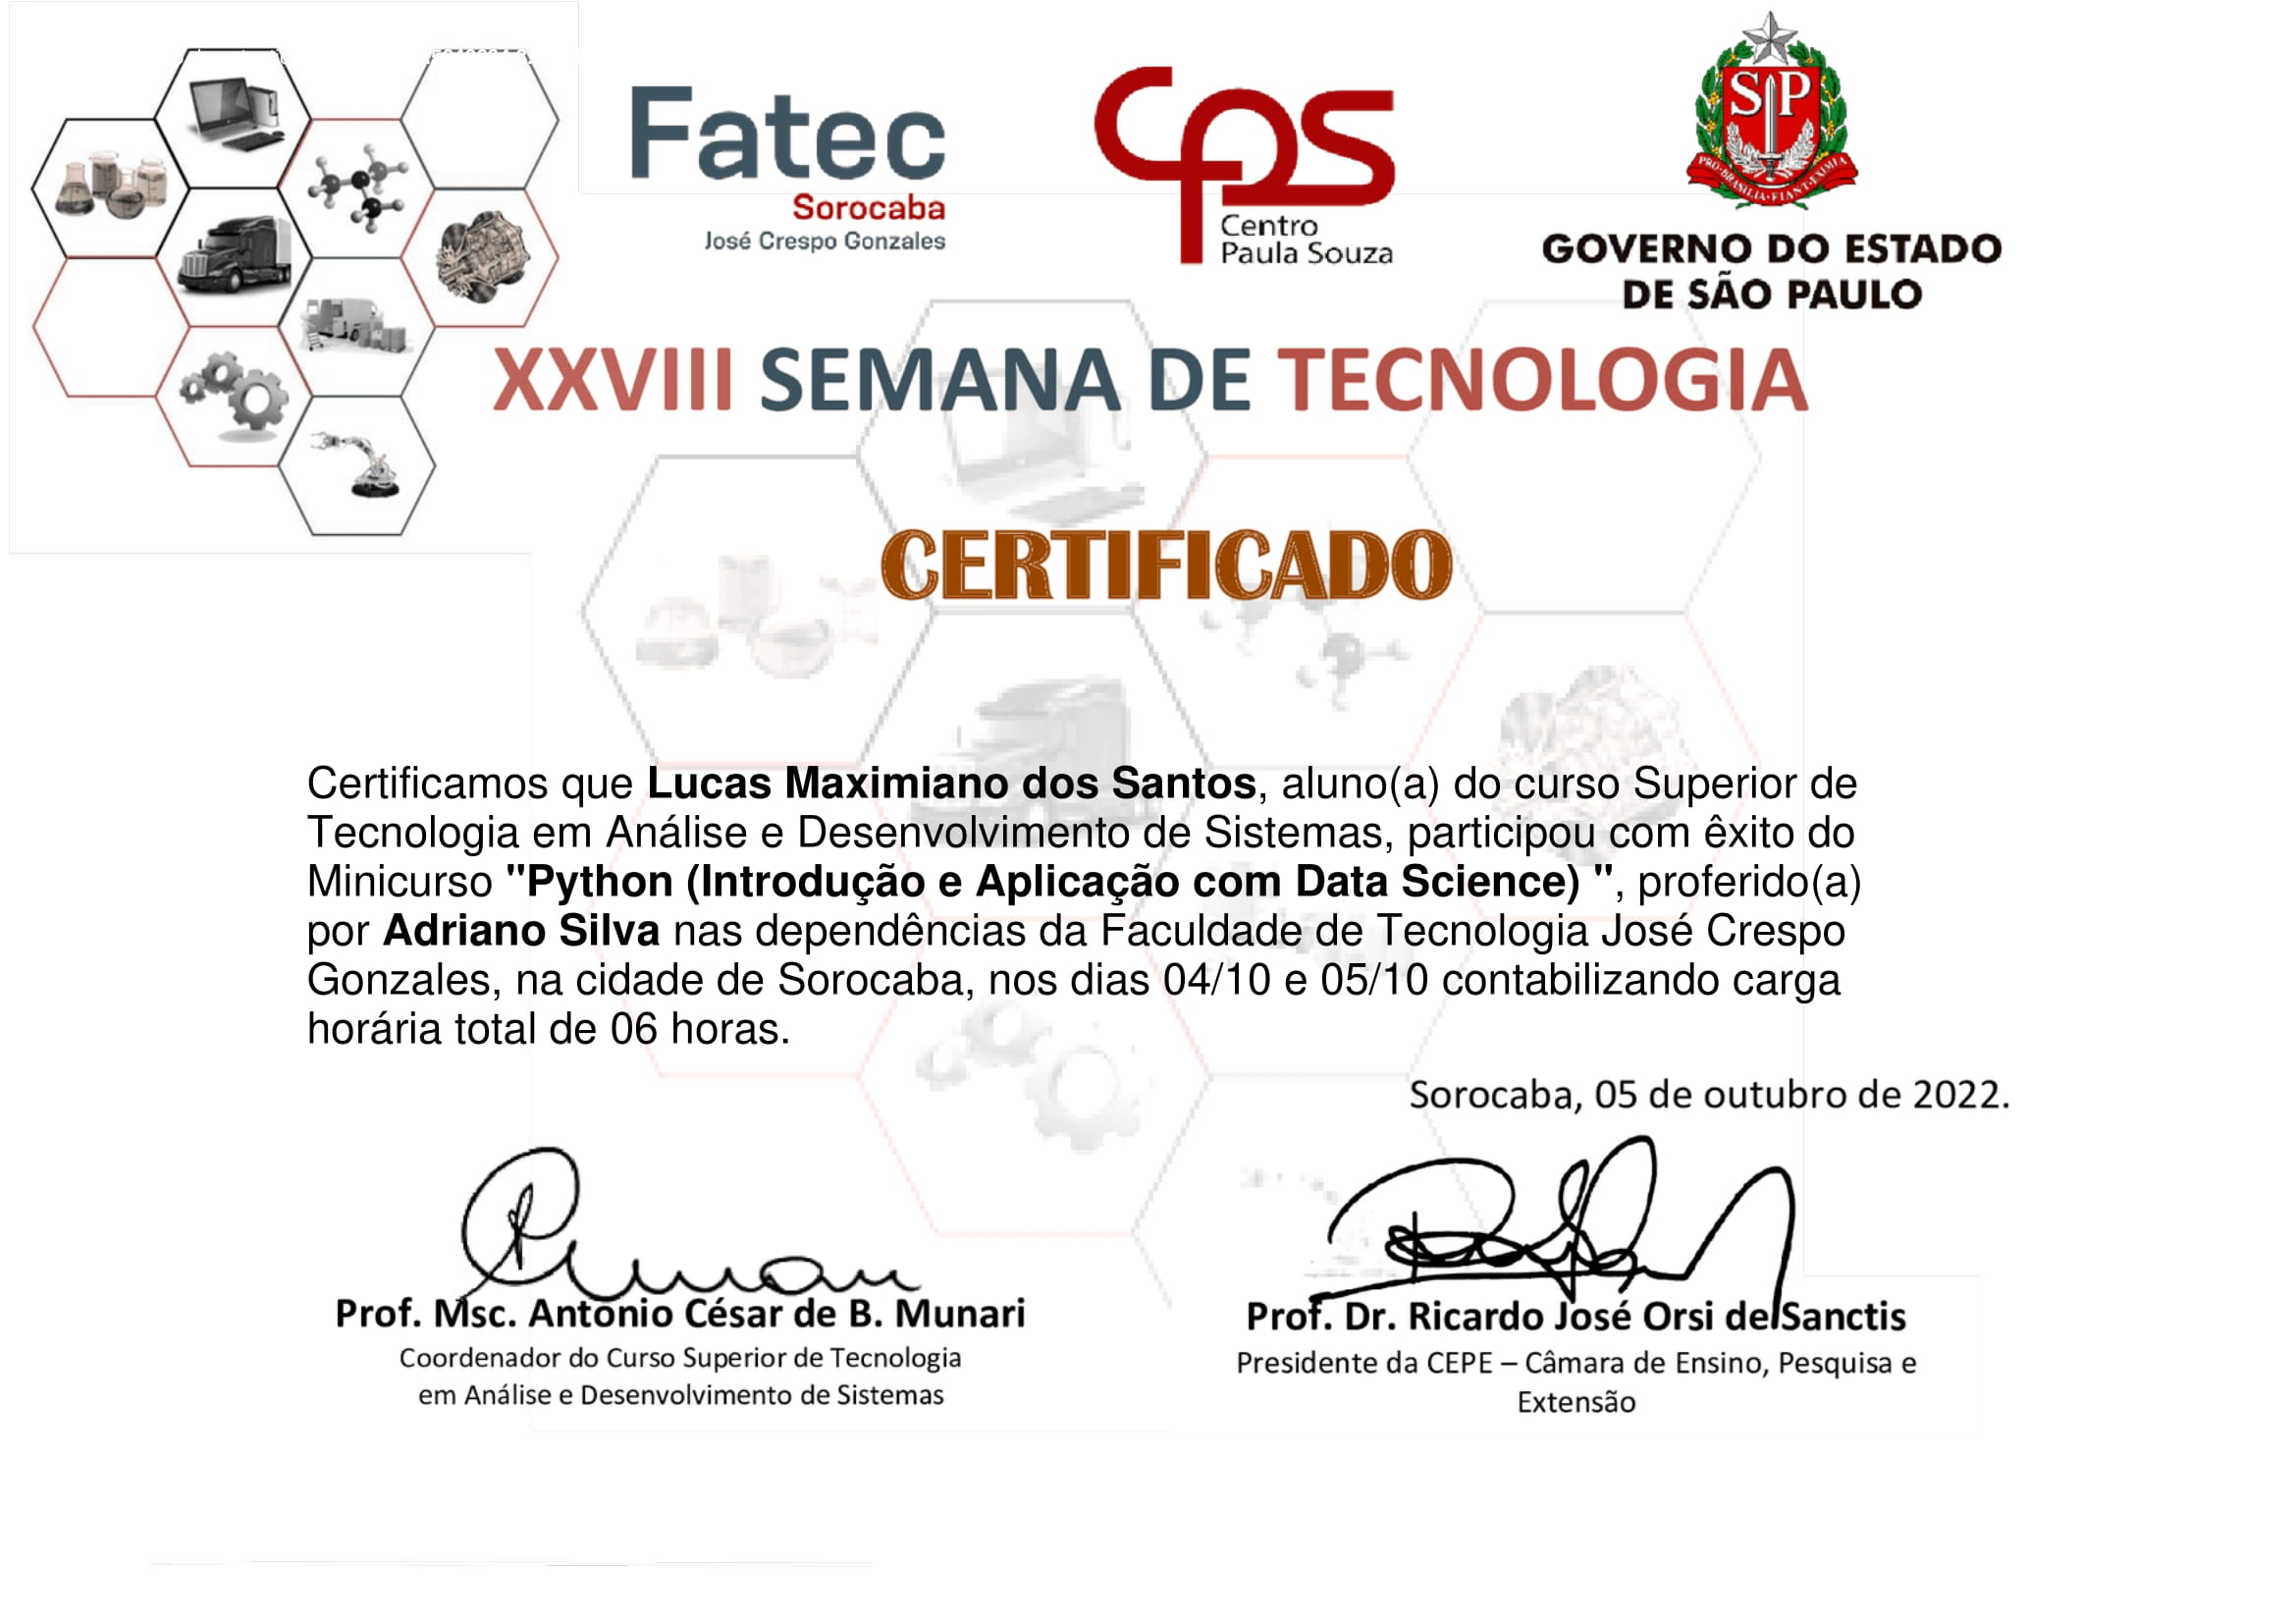 Fatec
Sorocaba
José Crespo Gonzales
CPS
Centro
Paula Souza
SP
PRO·BRASILIA·FIANT·EXIMIA
GOVERNO DO ESTADO
DE SÃO PAULO
XXVIII SEMANA DE TECNOLOGIA
CERTIFICADO
Certificamos que Lucas Maximiano dos Santos, aluno(a) do curso Superior de
Tecnologia em Análise e Desenvolvimento de Sistemas, participou com êxito do
Minicurso "Python (Introdução e Aplicação com Data Science) ", proferido(a)
por Adriano Silva nas dependências da Faculdade de Tecnologia José Crespo
Gonzales, na cidade de Sorocaba, nos dias 04/10 e 05/10 contabilizando carga
horária total de 06 horas.
Sorocaba, 05 de outubro de 2022.
Prof. Msc. Antônio César de B. Munari
Coordenador do Curso Superior de Tecnologia
em Análise e Desenvolvimento de Sistemas
Prof. Dr. Ricardo José Orsi de Sanctis
Presidente da CEPE – Câmara de Ensino, Pesquisa e
Extensão